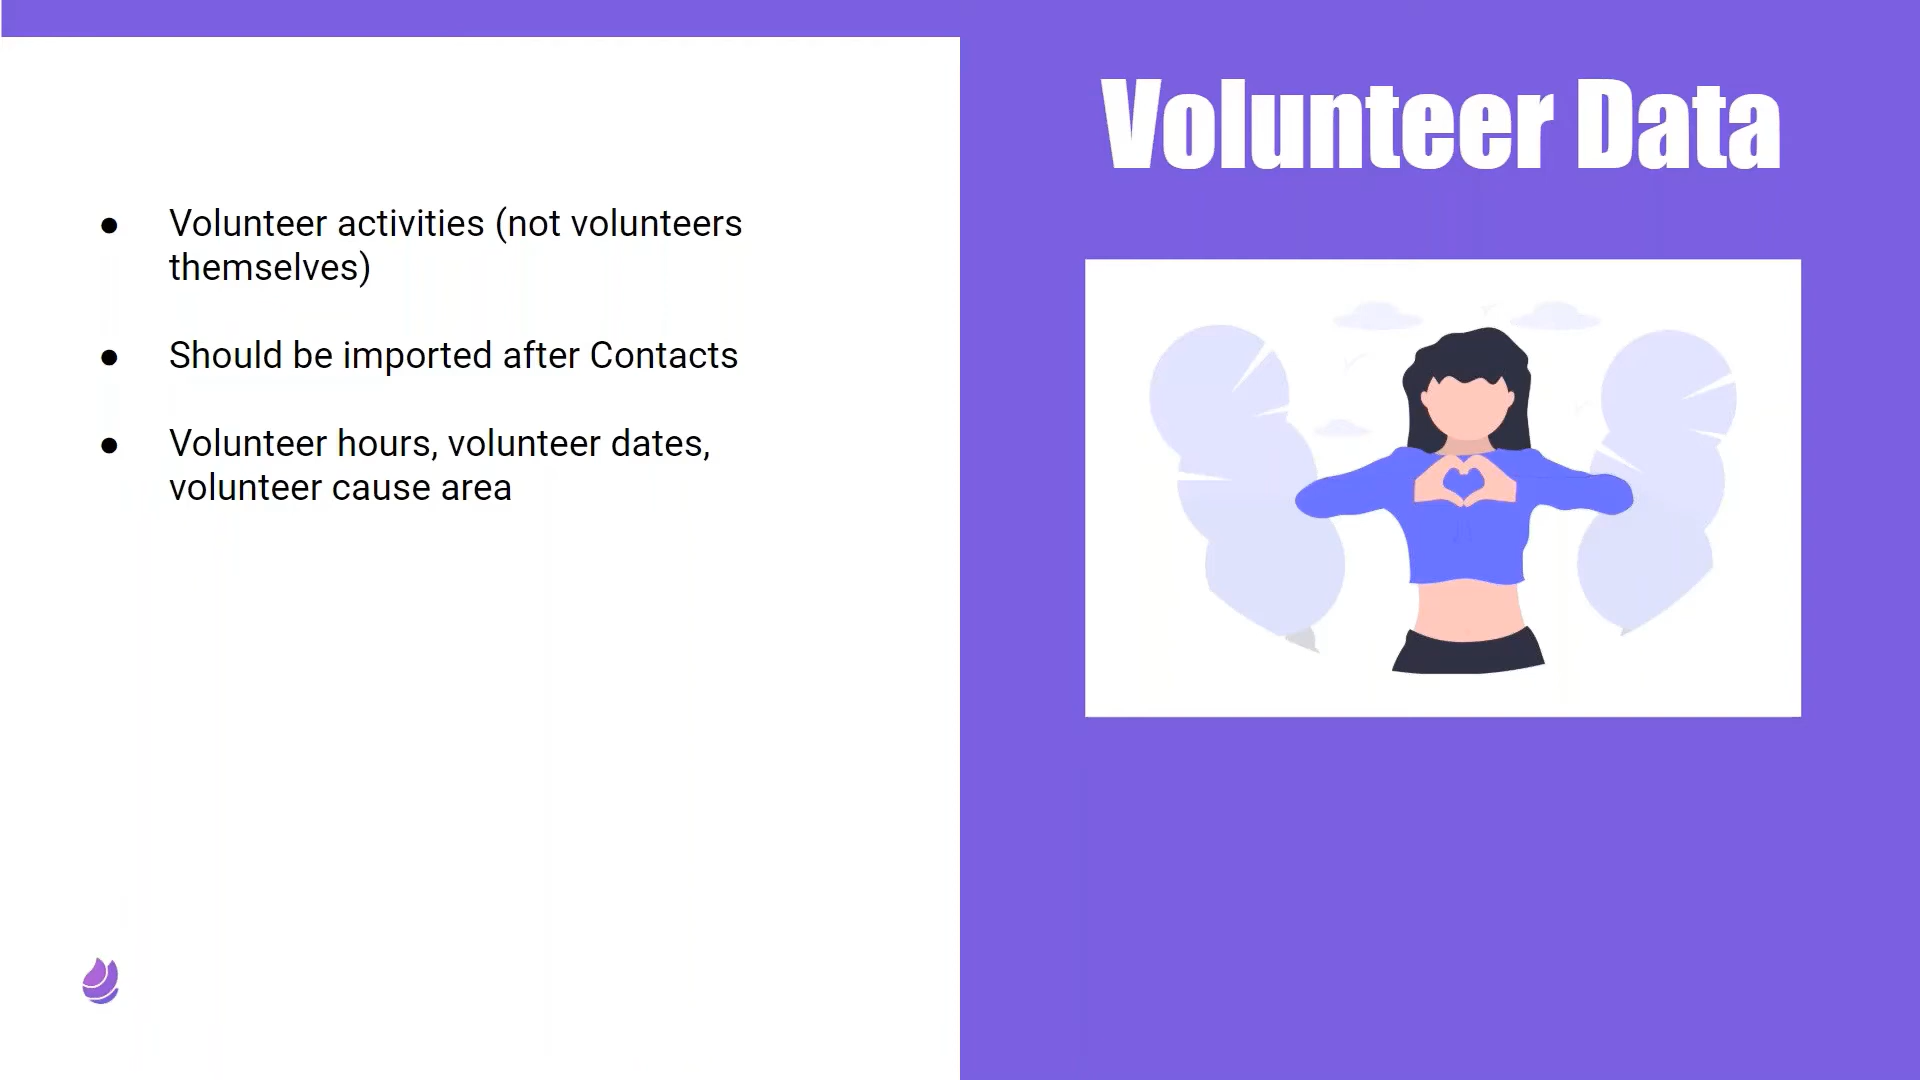 Volunteer Data
● Volunteer activities (not volunteers
themselves)
● Should be imported after Contacts
● Volunteer hours, volunteer dates,
volunteer cause area